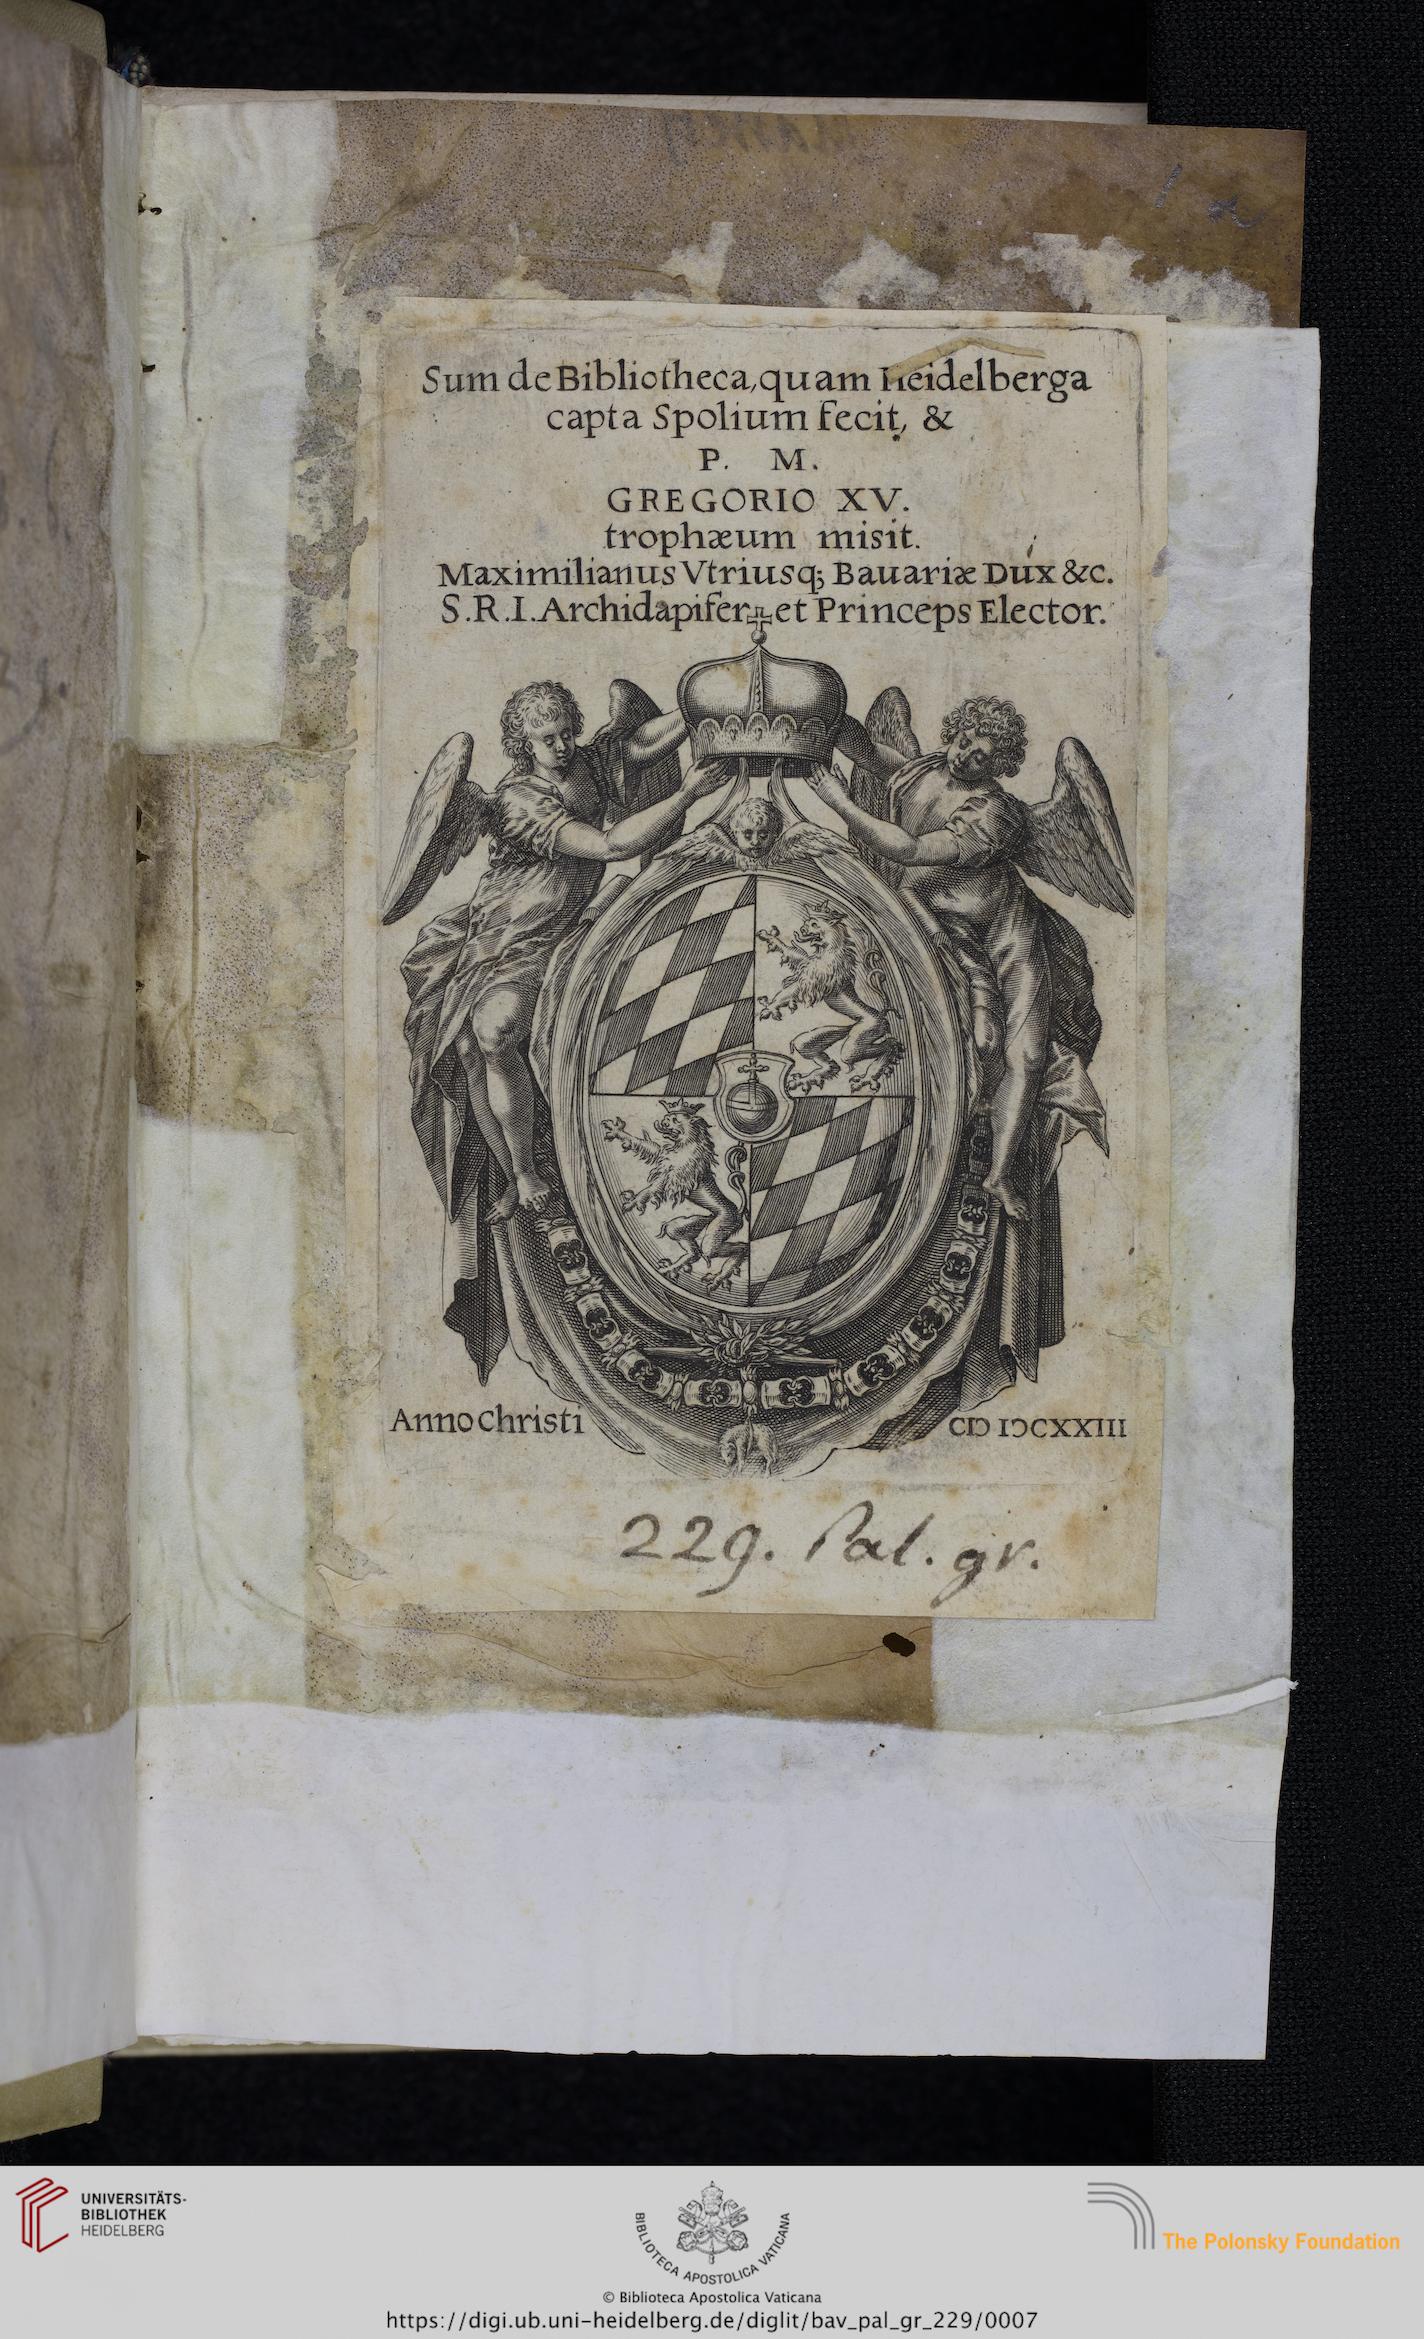 Sum de Bibliotheca, quam Heidelberga
capta Spolium fecit, &
P. M.
GREGORIO XV.
trophæum misit.
Maximilianus Vtriusq; Bauariæ Dux &c.
S.R.I. Archidapifer et Princeps Elector.
Anno Christi CIƆ IƆCXXIII
229. Pal. gr.
UNIVERSITÄTS-
BIBLIOTHEK
HEIDELBERG
BIBLIOTECA APOSTOLICA VATICANA
The Polonsky Foundation
© Biblioteca Apostolica Vaticana
https://digi.ub.uni-heidelberg.de/diglit/bav_pal_gr_229/0007